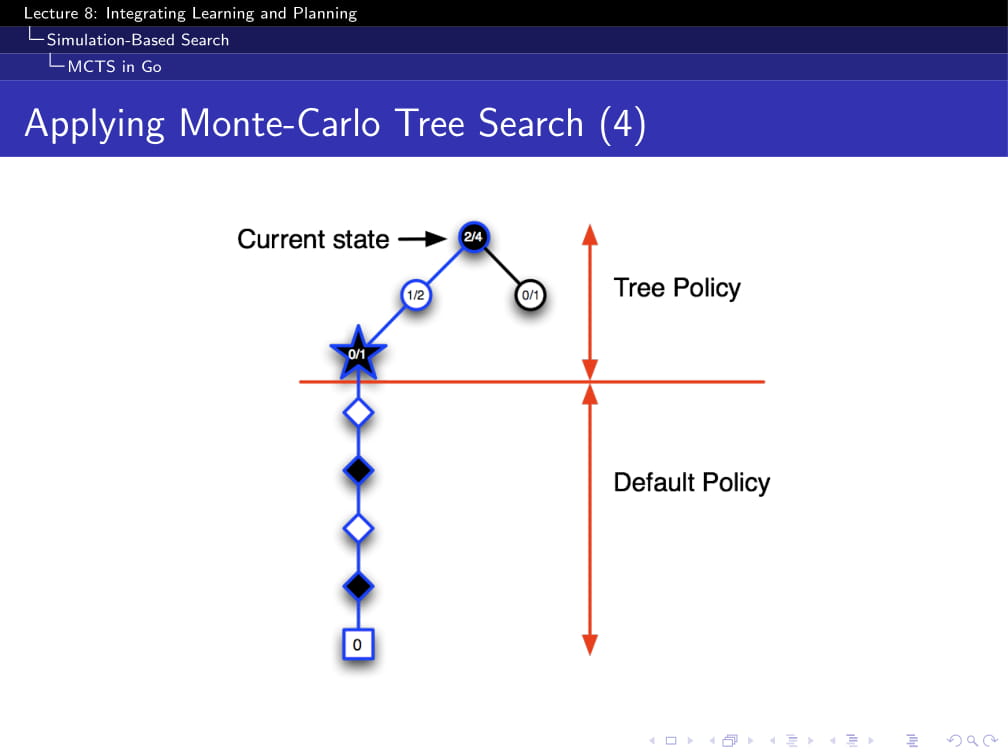 Lecture 8: Integrating Learning and Planning
Simulation-Based Search
MCTS in Go
Applying Monte-Carlo Tree Search (4)
Current state
2/4
1/2
0/1
Tree Policy
0/1
Default Policy
0